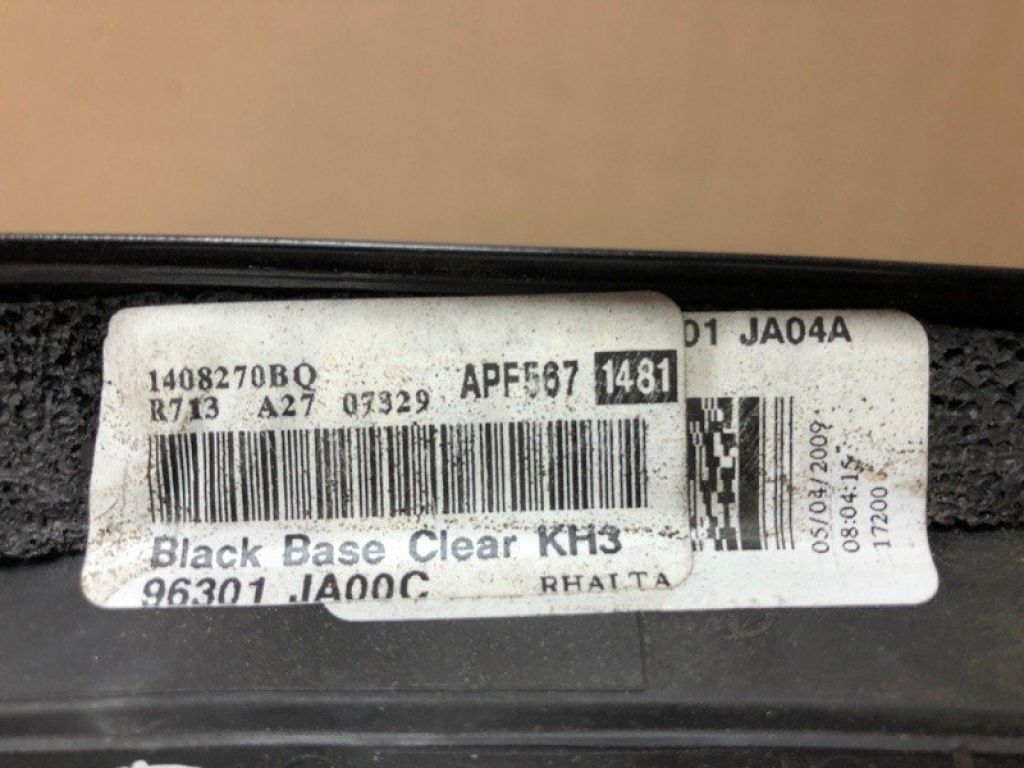 1408270BQ
R713 A27 07329
APF567 1481
Black Base Clear KH3
96301 JA00C
RHALTA
01 JA04A
05/04/2009
08:04:15
17200